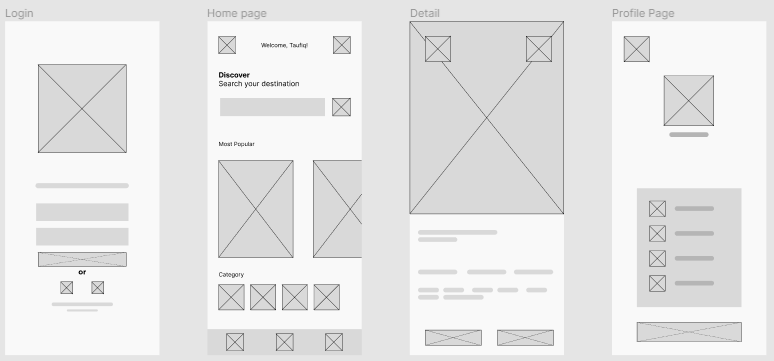 Login
Home page
Detail
Profile Page
Welcome, Taufiq!
Discover
Search your destination
Most Popular
Category
or